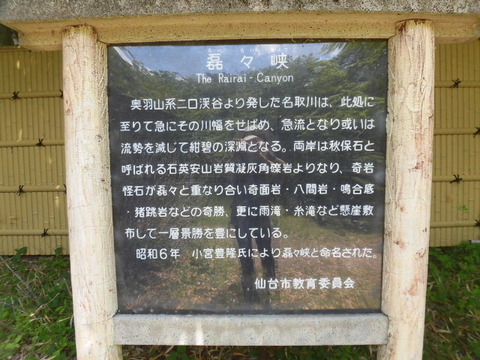 磊々峡
The Rairai-Canyon
奥羽山系二口渓谷より発した名取川は、此処に
至りて急にその川幅をせばめ、急流となり或いは
流勢を減じて紺碧の深淵となる。両岸は秋保石と
呼ばれる石英安山岩質凝灰角礫岩よりなり、奇岩
怪石が磊々と重なり合い奇面岩・八間岩・鳴合底
・猪跳岩などの奇勝、更に雨滝・糸滝など懸崖敷
布して一層景勝を豊にしている。
昭和6年 小宮豊隆氏により磊々峡と命名された。
仙台市教育委員会